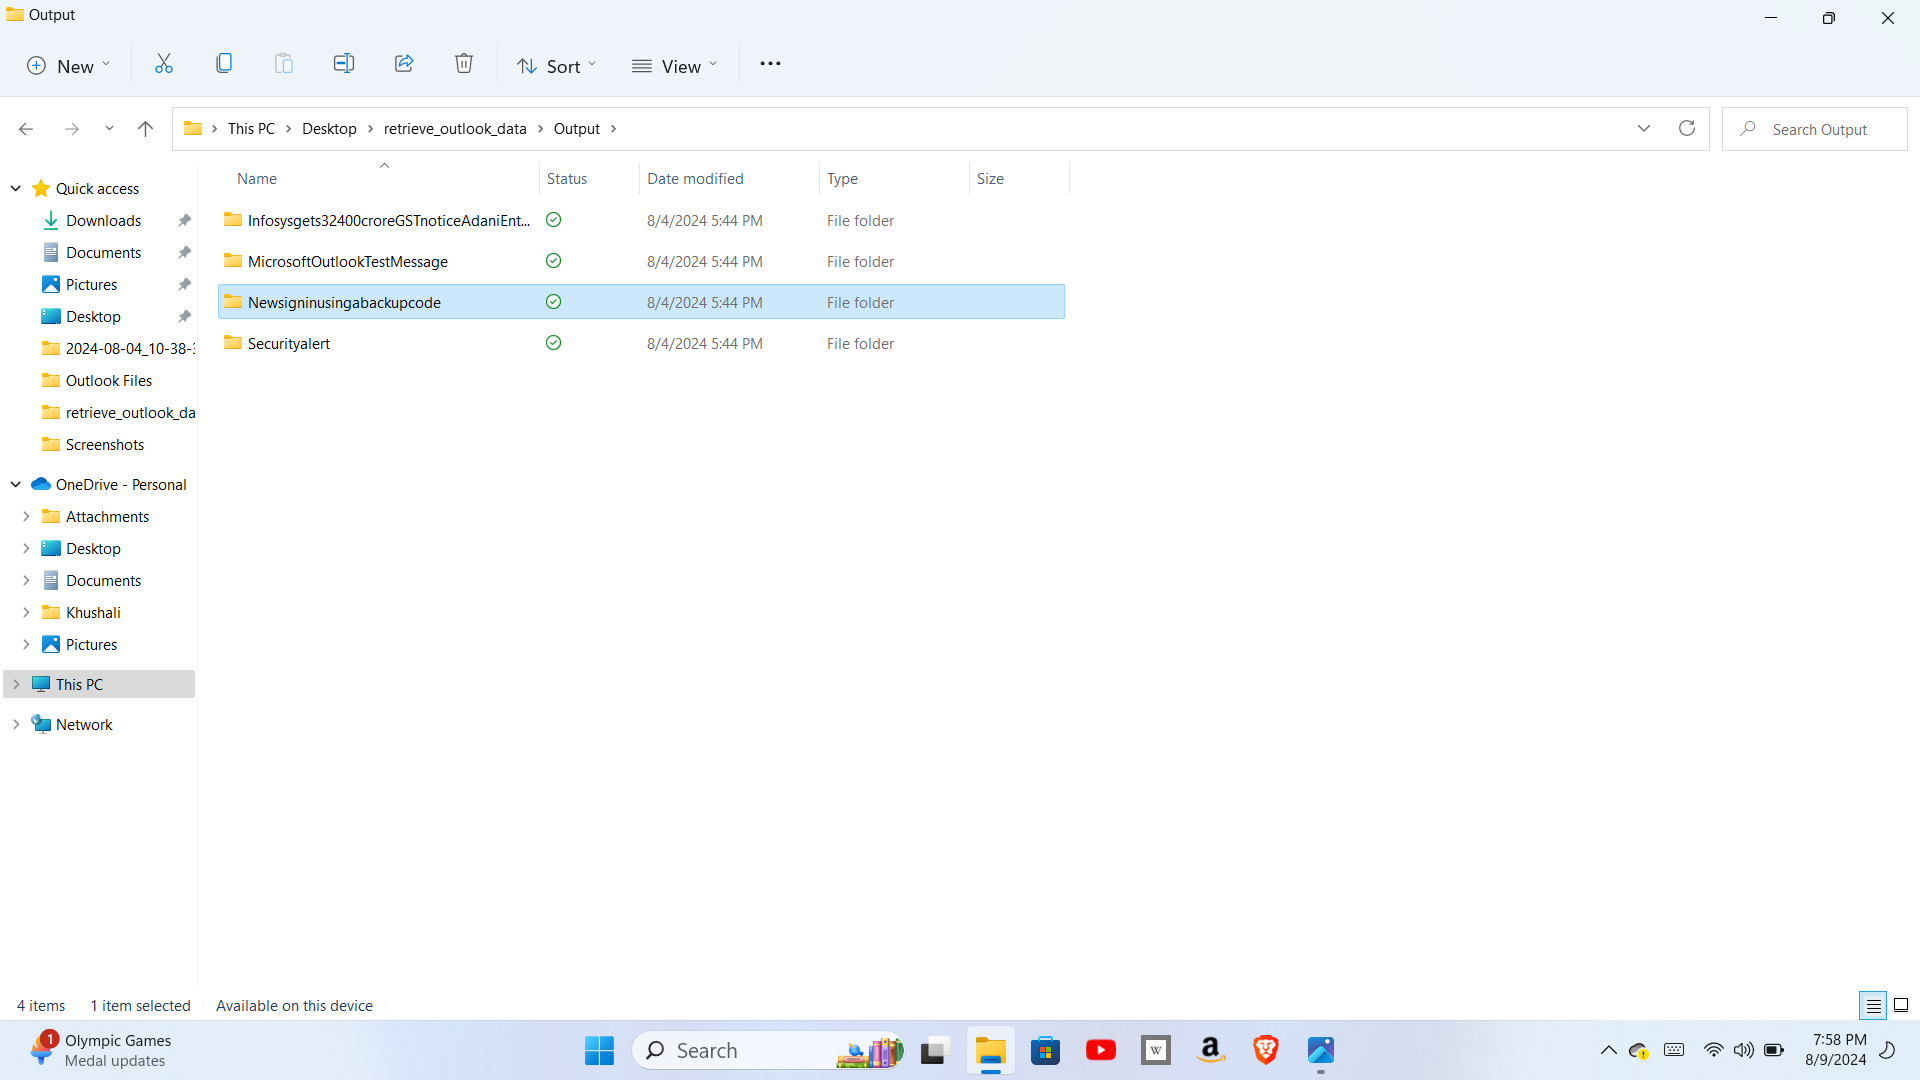 Output
New
Sort
View
This PC
Desktop
retrieve_outlook_data
Output
Search Output
Name
Status
Date modified
Type
Size
Infosysgets32400croreGSTnoticeAdaniEnt...
8/4/2024 5:44 PM
File folder
MicrosoftOutlookTestMessage
8/4/2024 5:44 PM
File folder
Newsigninusingabackupcode
8/4/2024 5:44 PM
File folder
Securityalert
8/4/2024 5:44 PM
File folder
Quick access
Downloads
Documents
Pictures
Desktop
2024-08-04_10-38-
Outlook Files
retrieve_outlook_da
Screenshots
OneDrive - Personal
Attachments
Desktop
Documents
Khushali
Pictures
This PC
Network
4 items
1 item selected
Available on this device
1
Olympic Games
Medal updates
Search
W
a
7:58 PM
8/9/2024